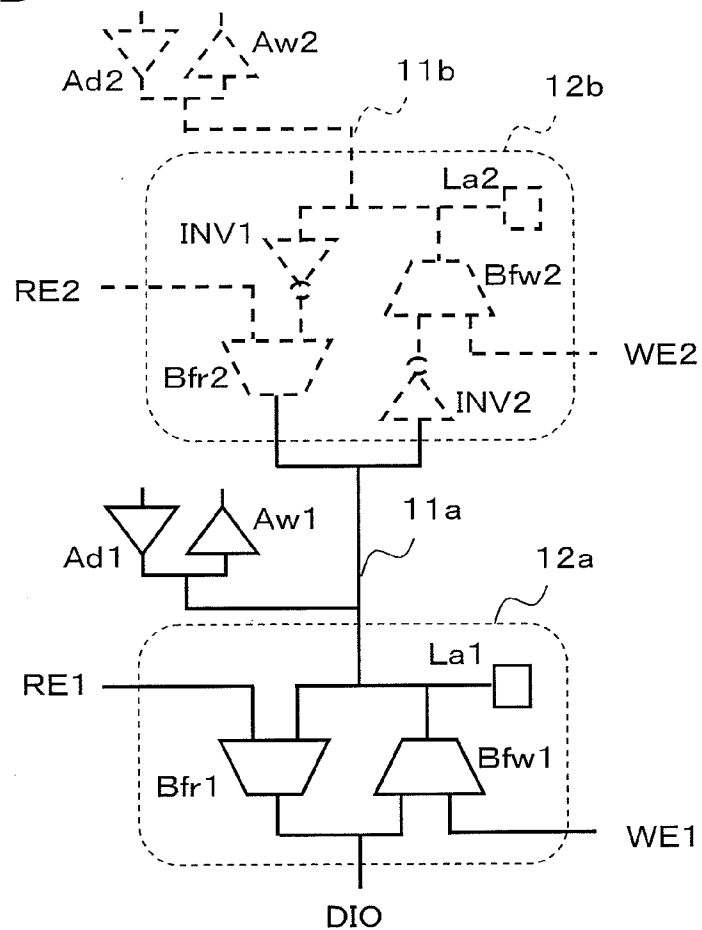 Ad2
Aw2
11b
12b
La2
INV1
Bfw2
RE2
WE2
Bfr2
INV2
11a
Aw1
Ad1
12a
La1
RE1
Bfw1
Bfr1
WE1
DIO